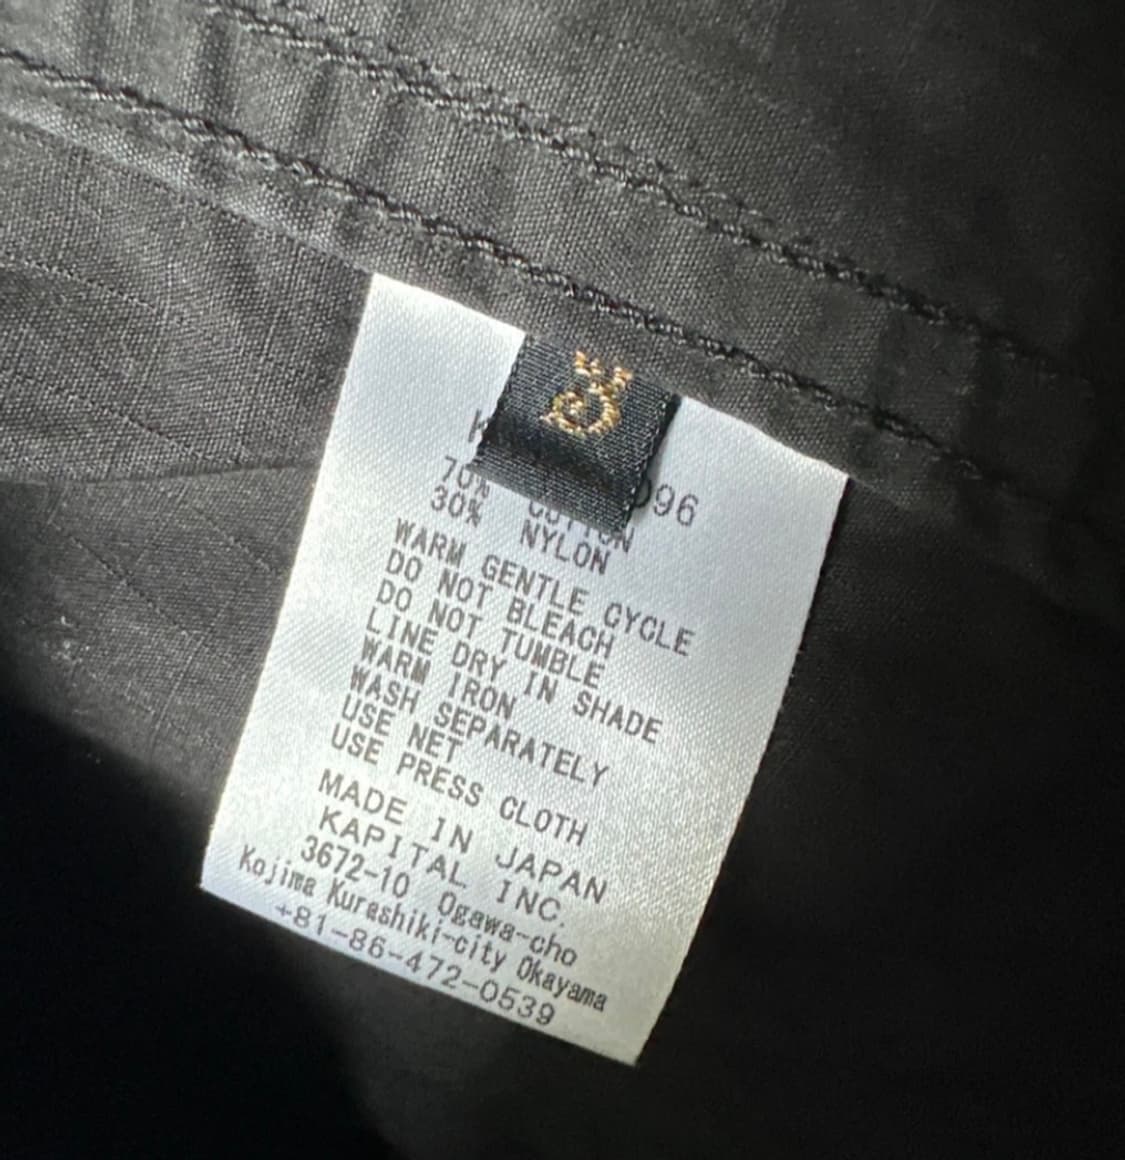 096
70% COTTON
30% NYLON
WARM GENTLE CYCLE
DO NOT BLEACH
DO NOT TUMBLE
LINE DRY IN SHADE
WARM IRON
WASH SEPARATELY
USE NET
USE PRESS CLOTH
MADE IN JAPAN
KAPITAL INC.
3672-10 Ogawa-cho
Kojima Kurashiki-city Okayama
+81-86-472-0539